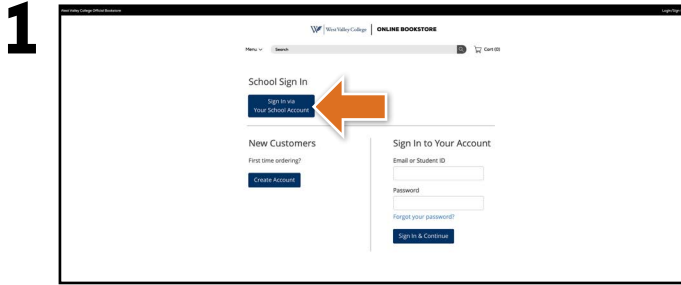 1
West Valley College Official Bookstore
Login/Sign
West Valley College ONLINE BOOKSTORE
Menu Search Cart (0)
School Sign In
Sign In via
Your School Account
New Customers
First time ordering?
Create Account
Sign In to Your Account
Email or Student ID
Password
Forgot your password?
Sign In & Continue